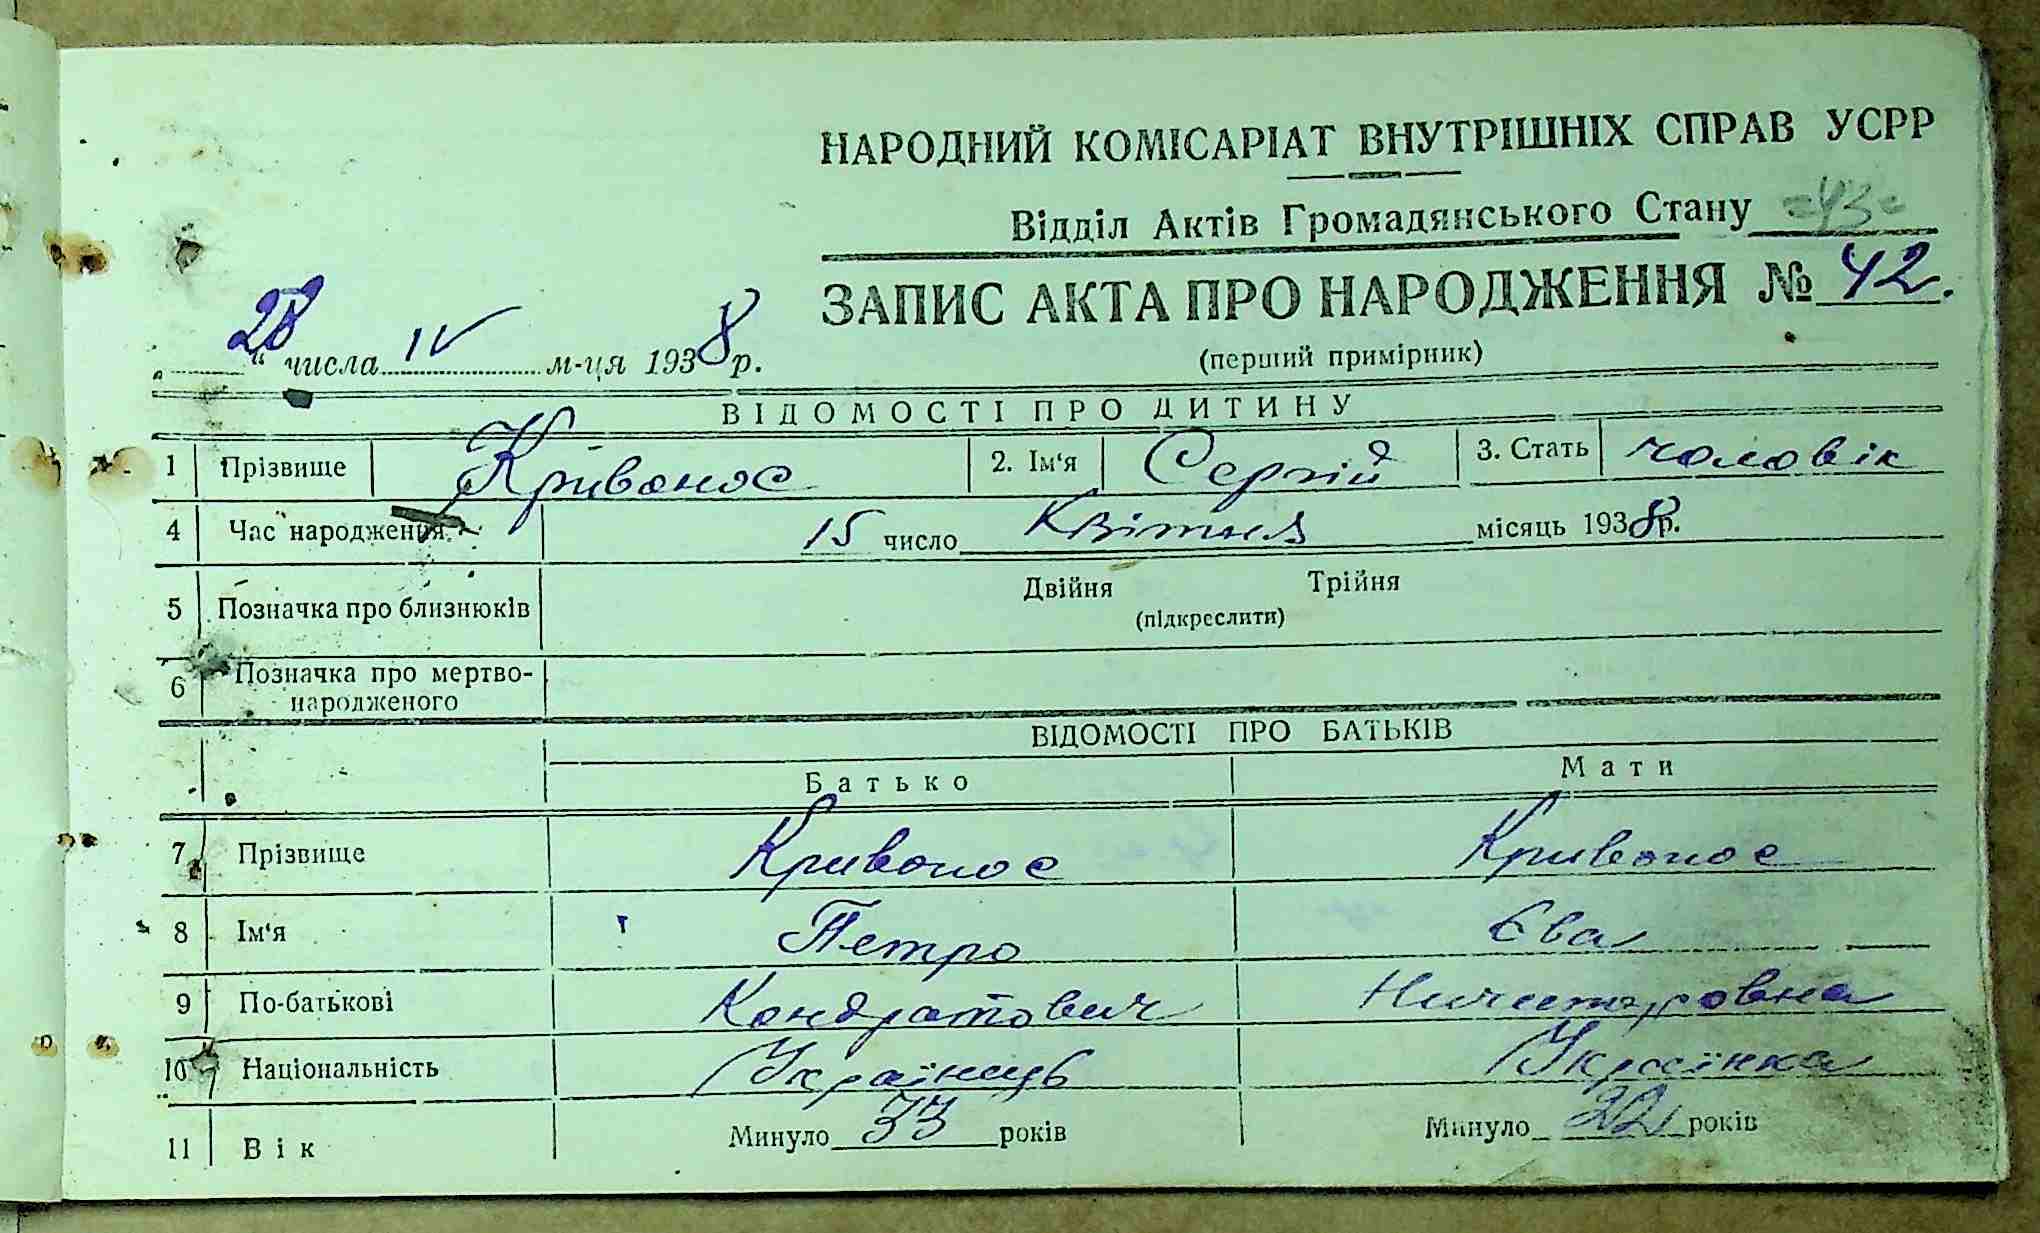 НАРОДНИЙ КОМІСАРІАТ ВНУТРІШНІХ СПРАВ УСРР
Відділ Актів Громадянського Стану =43=
ЗАПИС АКТА ПРО НАРОДЖЕННЯ № 42.
„28“ числа IV м-ця 1938 р.
(перший примірник)
ВІДОМОСТІ ПРО ДИТИНУ
1 Прізвище Кривонос 2. Ім‘я Сергій 3. Стать чоловік
4 Час народження 15 число Квітня місяць 1938 р.
5 Позначка про близнюків Двійня Трійня
(підкреслити)
6 Позначка про мертво-
народженого
ВІДОМОСТІ ПРО БАТЬКІВ
Батько Мати
7 Прізвище Кривонос Кривонос
8 Ім‘я Петро Єва
9 По-батькові Кондратович Ничипоровна
10 Національність Українець Українка
11 Вік Минуло 33 років Минуло років